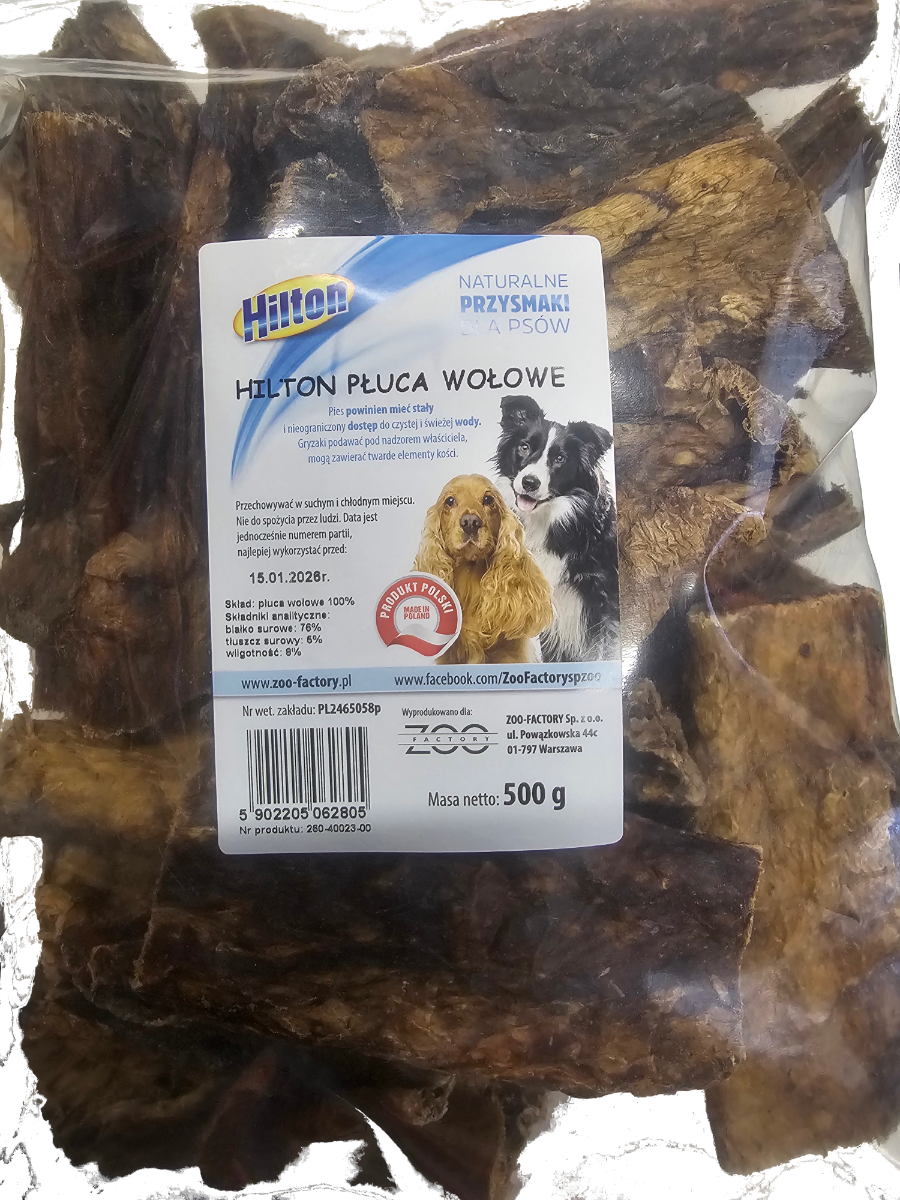 Hilton
NATURALNE
PRZYSMAKI
DLA PSÓW
HILTON PŁUCA WOŁOWE
Pies powinien mieć stały
i nieograniczony dostęp do czystej i świeżej wody.
Gryzaki podawać pod nadzorem właściciela,
mogą zawierać twarde elementy kości.
Przechowywać w suchym i chłodnym miejscu.
Nie do spożycia przez ludzi. Data jest
jednocześnie numerem partii,
najlepiej wykorzystać przed:
15.01.2026r.
Skład: płuca wołowe 100%
Składniki analityczne:
białko surowe: 76%
tłuszcz surowy: 6%
wilgotność: 8%
PRODUKT POLSKI
MADE IN
POLAND
www.zoo-factory.pl
www.facebook.com/ZooFactoryspzoo
Nr wet. zakładu: PL2465058p
Wyprodukowano dla:
ZOO
FACTORY
ZOO-FACTORY Sp. z o.o.
ul. Powązkowska 44c
01-797 Warszawa
5 902205 062805
Nr produktu: 260-40023-00
Masa netto: 500 g